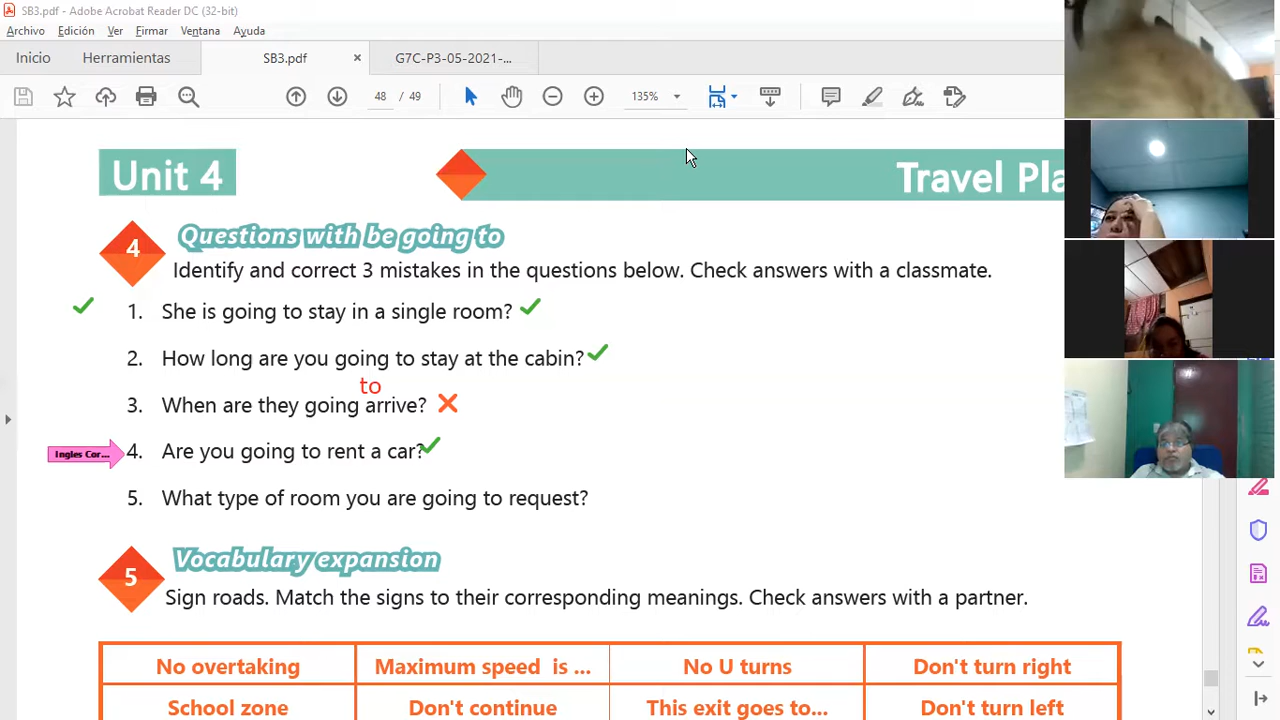 SB3.pdf - Adobe Acrobat Reader DC (32-bit)
Archivo Edición Ver Firmar Ventana Ayuda
Inicio Herramientas SB3.pdf × G7C-P3-05-2021-...
48 / 49 135%
Unit 4 Travel Pla
4 Questions with be going to
Identify and correct 3 mistakes in the questions below. Check answers with a classmate.
1. She is going to stay in a single room?
2. How long are you going to stay at the cabin?
to
3. When are they going arrive?
Ingles Cor... 4. Are you going to rent a car?
5. What type of room you are going to request?
5 Vocabulary expansion
Sign roads. Match the signs to their corresponding meanings. Check answers with a partner.
No overtaking Maximum speed is ... No U turns Don't turn right
School zone Don't continue This exit goes to... Don't turn left